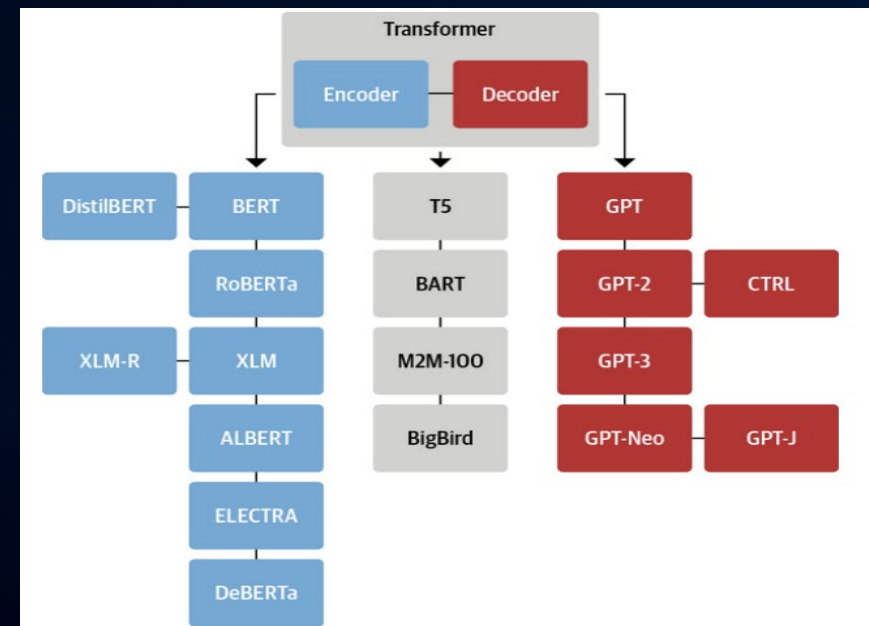 Transformer
Encoder
Decoder
DistilBERT
BERT
T5
GPT
RoBERTa
BART
GPT-2
CTRL
XLM-R
XLM
M2M-100
GPT-3
ALBERT
BigBird
GPT-Neo
GPT-J
ELECTRA
DeBERTa